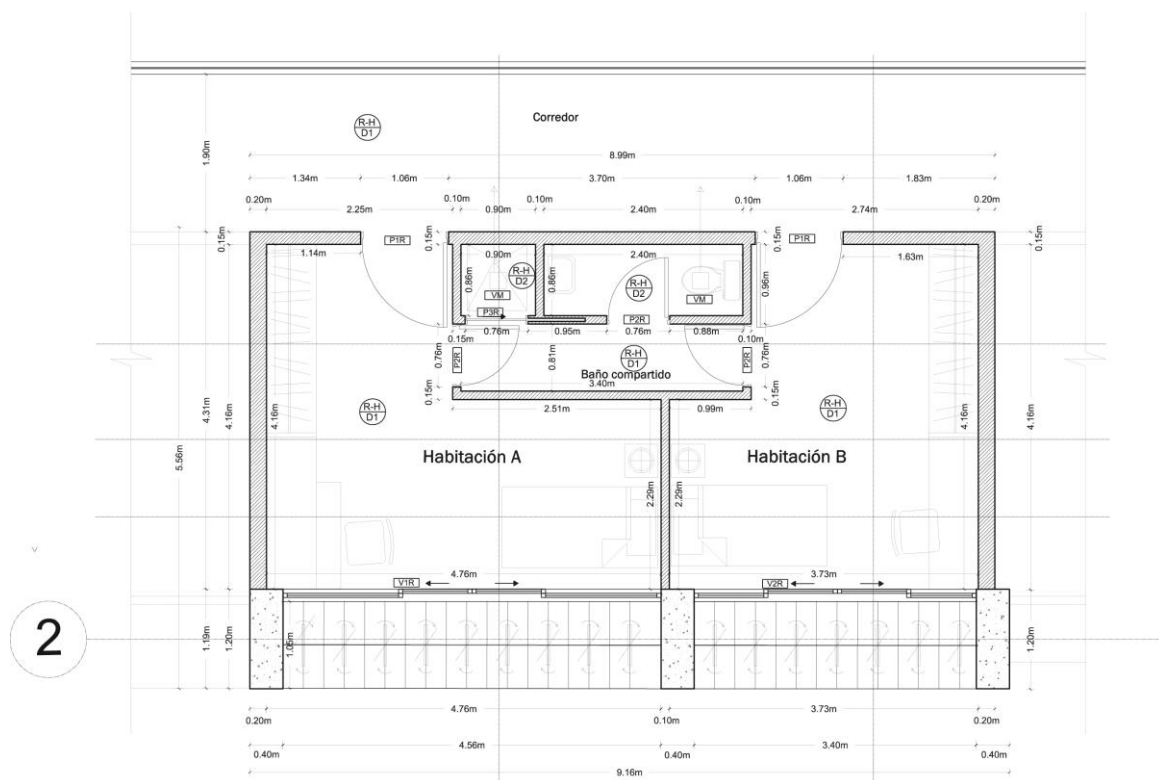 Corredor
R-H
D1
1.90m
8.99m
1.34m 1.06m 3.70m 1.06m 1.83m
0.20m 0.10m 0.10m 0.10m 0.20m
2.25m 0.90m 2.40m 2.74m
0.15m 0.15m P1R 0.15m 0.15m P1R 0.15m
1.14m 0.90m 2.40m 1.63m
R-H
D2
0.86m 0.86m R-H
D2
0.96m
VM VM
P3R P2R
0.76m 0.95m 0.76m 0.88m
0.15m 0.10m
0.76m P2R 0.81m R-H
D1
P2R 0.76m
Baño compartido
3.40m
0.15m 0.15m
2.51m 0.99m
R-H
D1
R-H
D1
5.56m 4.31m 4.16m 4.16m 4.16m 4.16m
Habitación A Habitación B
2.29m 2.29m
4.76m 3.73m
V1R V2R
2
1.19m 1.20m 1.05m 1.20m
4.76m 3.73m
0.20m 0.10m 0.20m
0.40m 4.56m 0.40m 3.40m 0.40m
9.16m